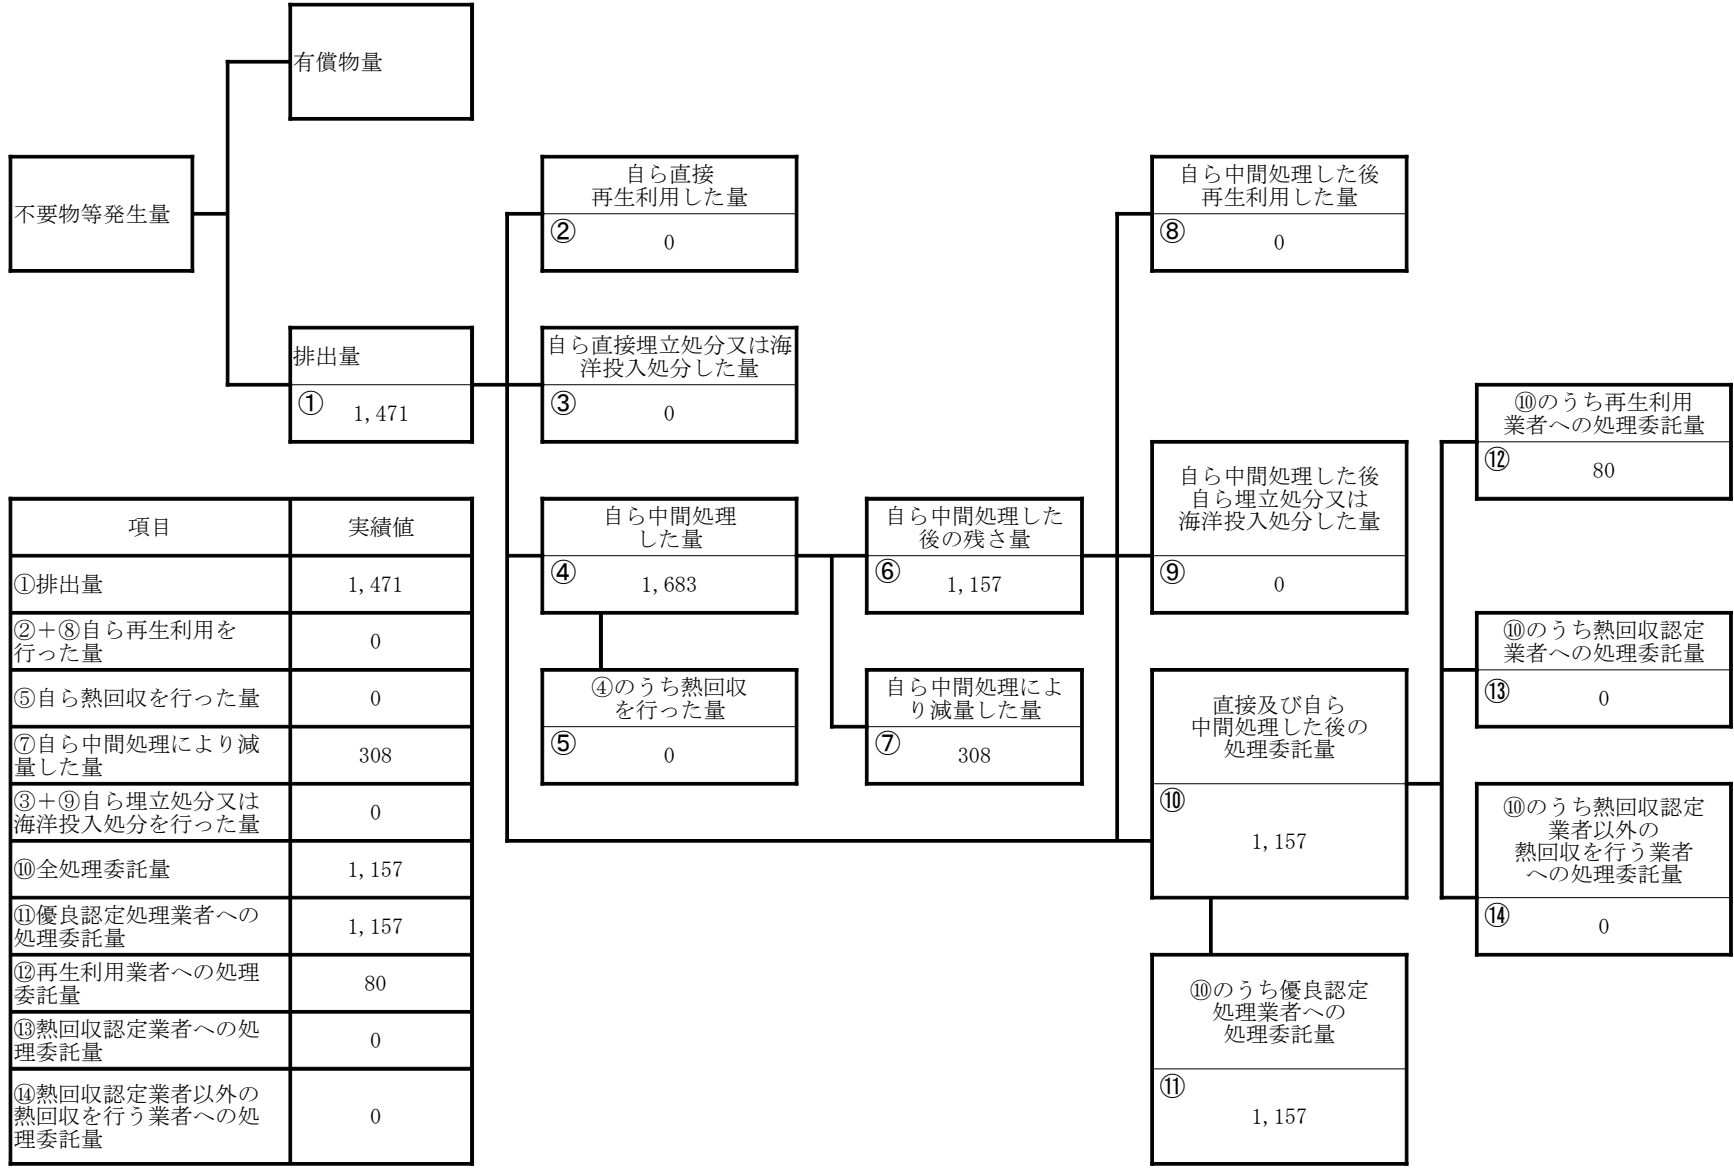 有償物量
不要物等発生量
排出量
①
1,471
自ら直接
再生利用した量
②
0
自ら直接埋立処分又は海
洋投入処分した量
③
0
自ら中間処理
した量
④
1,683
④のうち熱回収
を行った量
⑤
0
自ら中間処理した
後の残さ量
⑥
1,157
自ら中間処理によ
り減量した量
⑦
308
自ら中間処理した後
再生利用した量
⑧
0
自ら中間処理した後
自ら埋立処分又は
海洋投入処分した量
⑨
0
直接及び自ら
中間処理した後の
処理委託量
⑩
1,157
⑩のうち優良認定
処理業者への
処理委託量
⑪
1,157
⑩のうち再生利用
業者への処理委託量
⑫
80
⑩のうち熱回収認定
業者への処理委託量
⑬
0
⑩のうち熱回収認定
業者以外の
熱回収を行う業者
への処理委託量
⑭
0
項目 実績値
①排出量 1,471
②+⑧自ら再生利用を
行った量 0
⑤自ら熱回収を行った量 0
⑦自ら中間処理により減
量した量 308
③+⑨自ら埋立処分又は
海洋投入処分を行った量 0
⑩全処理委託量 1,157
⑪優良認定処理業者への
処理委託量 1,157
⑫再生利用業者への処理
委託量 80
⑬熱回収認定業者への処
理委託量 0
⑭熱回収認定業者以外の
熱回収を行う業者への処
理委託量 0